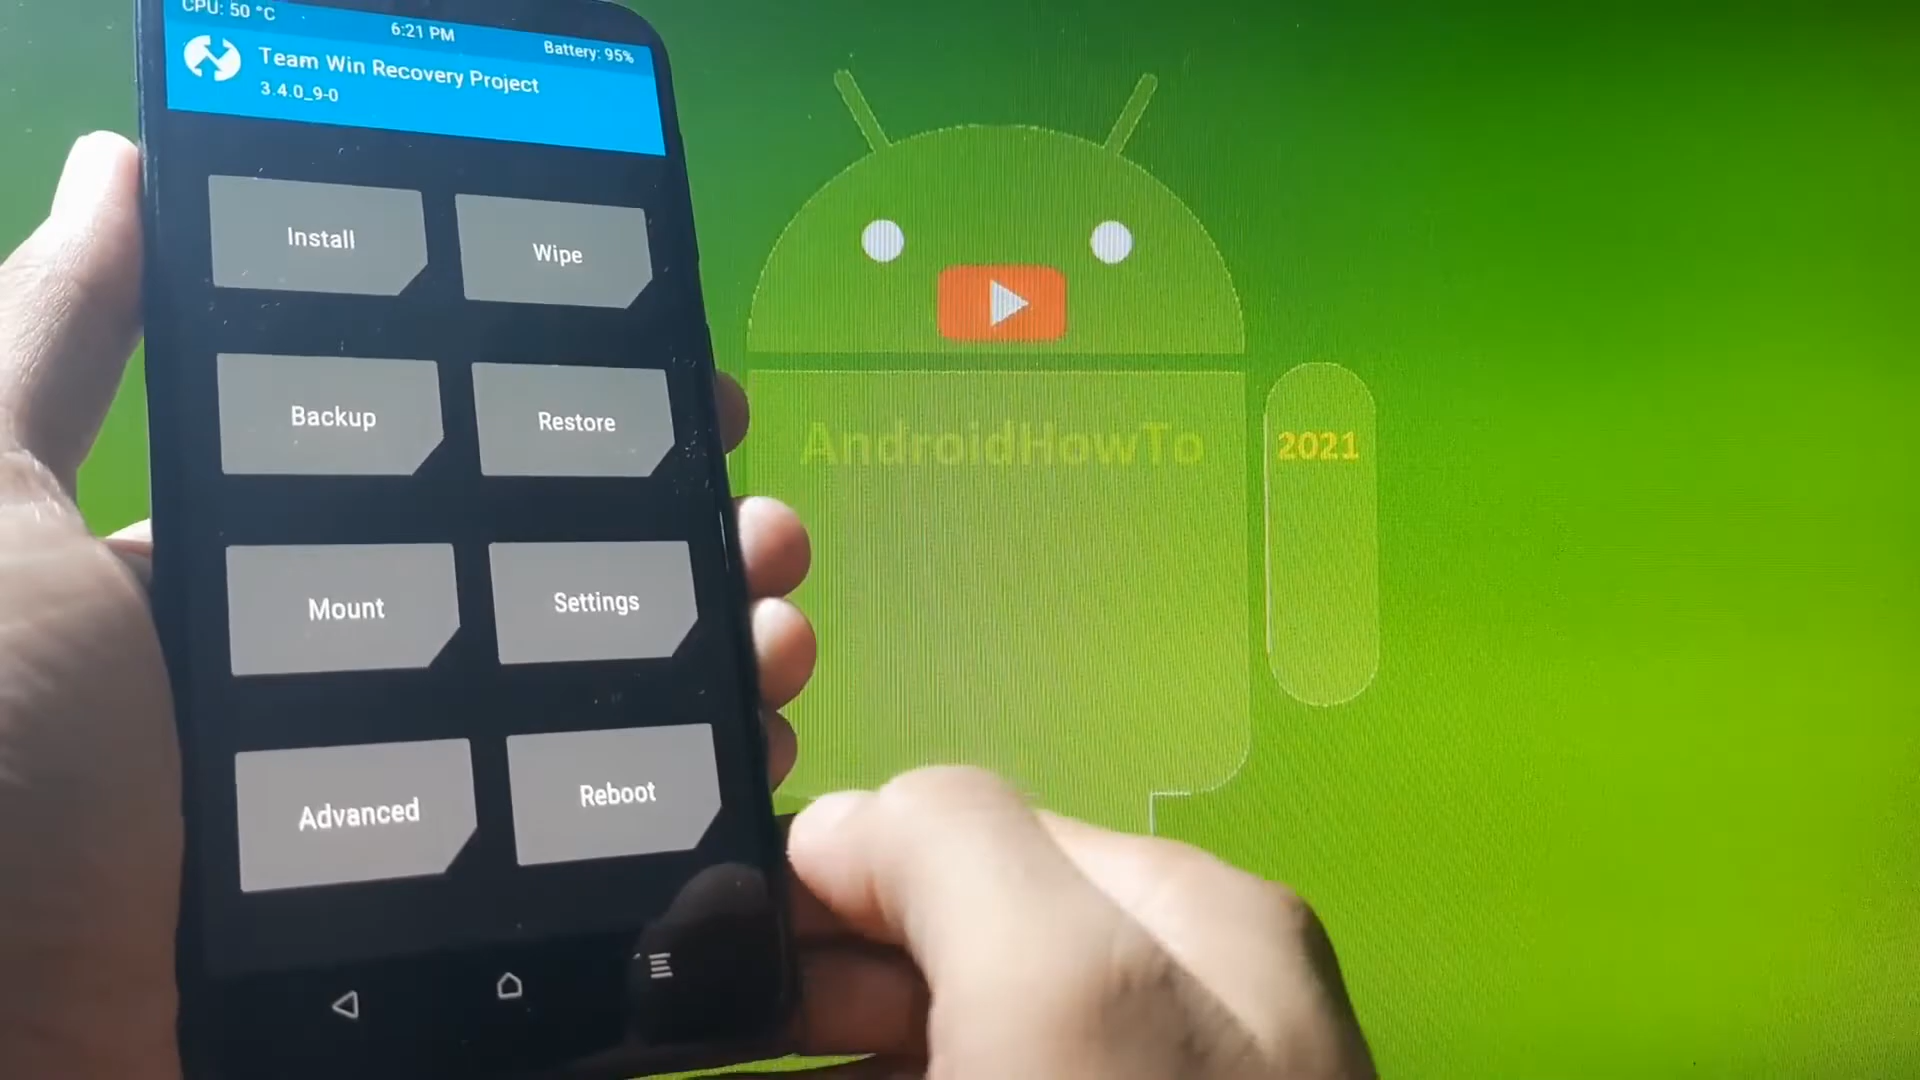 CPU: 50 °C
6:21 PM
Battery: 95%
Team Win Recovery Project
3.4.0_9-0
Install
Wipe
Backup
Restore
Mount
Settings
Advanced
Reboot
AndroidHowTo
2021